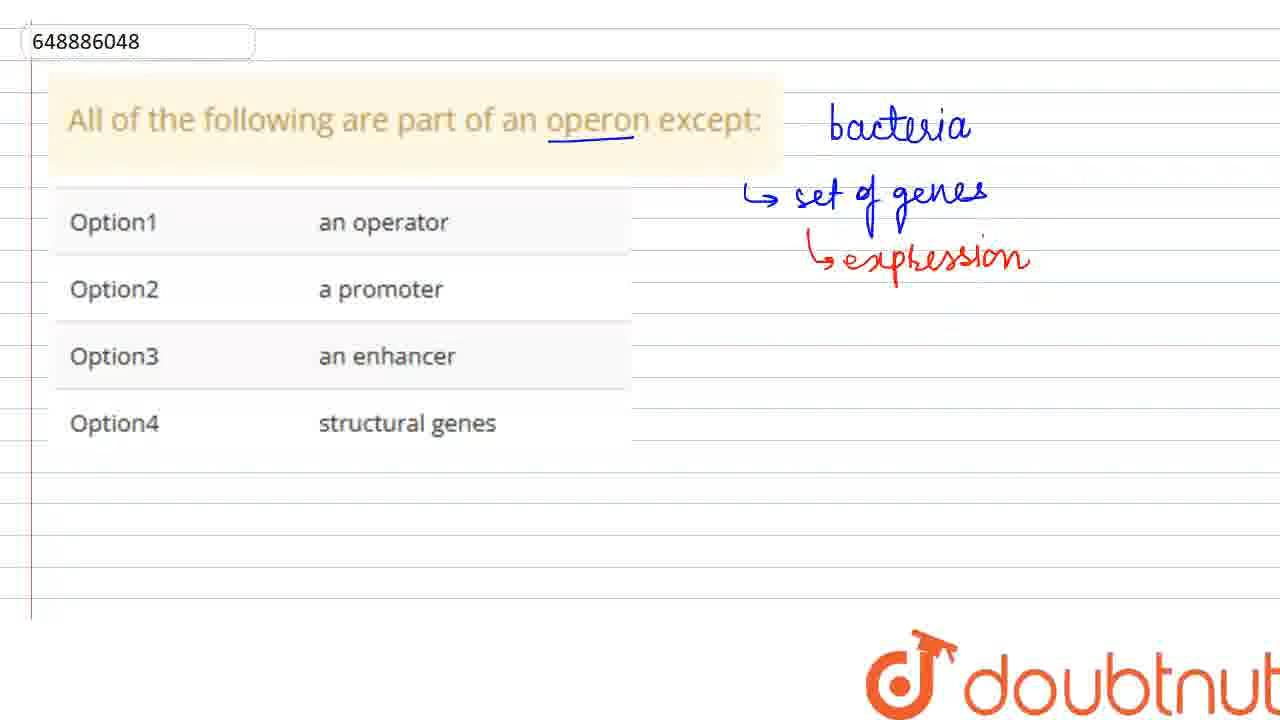 648886048
All of the following are part of an operon except:
bacteria
↳ set of genes
↳ expression
Option1 an operator
Option2 a promoter
Option3 an enhancer
Option4 structural genes
doubtnut